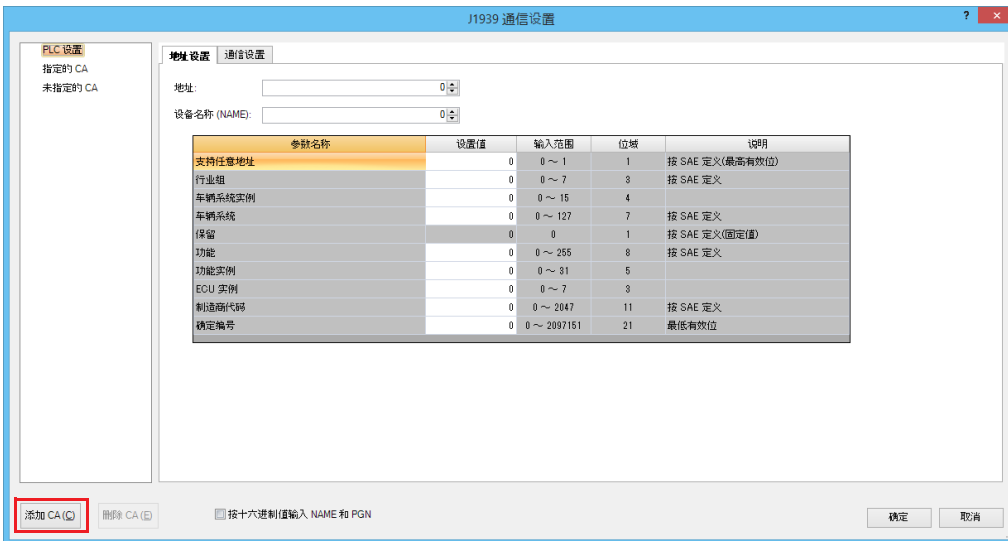 J1939 通信设置
?
×
PLC 设置
指定的 CA
未指定的 CA
地址设置 通信设置
地址: 0
设备名称 (NAME): 0
参数名称 设置值 输入范围 位域 说明
支持任意地址 0 0 ～ 1 1 按 SAE 定义(最高有效位)
行业组 0 0 ～ 7 3 按 SAE 定义
车辆系统实例 0 0 ～ 15 4
车辆系统 0 0 ～ 127 7 按 SAE 定义
保留 0 0 1 按 SAE 定义(固定值)
功能 0 0 ～ 255 8 按 SAE 定义
功能实例 0 0 ～ 31 5
ECU 实例 0 0 ～ 7 3
制造商代码 0 0 ～ 2047 11 按 SAE 定义
确定编号 0 0 ～ 2097151 21 最低有效位
添加 CA(C) 删除 CA(E) 按十六进制值输入 NAME 和 PGN 确定 取消